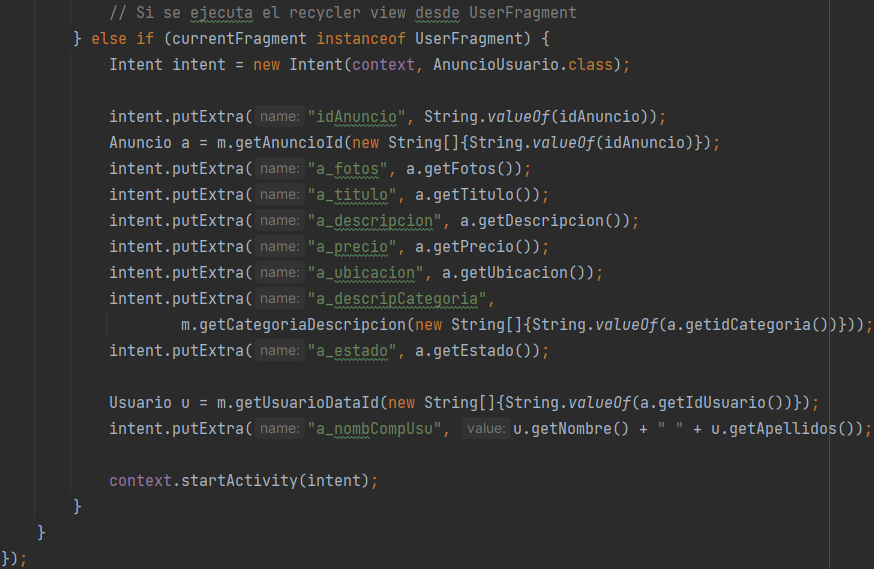 // Si se ejecuta el recycler view desde UserFragment
} else if (currentFragment instanceof UserFragment) {
Intent intent = new Intent(context, AnuncioUsuario.class);
intent.putExtra( name: "idAnuncio", String.valueOf(idAnuncio));
Anuncio a = m.getAnuncioId(new String[]{String.valueOf(idAnuncio)});
intent.putExtra( name: "a_fotos", a.getFotos());
intent.putExtra( name: "a_titulo", a.getTitulo());
intent.putExtra( name: "a_descripcion", a.getDescripcion());
intent.putExtra( name: "a_precio", a.getPrecio());
intent.putExtra( name: "a_ubicacion", a.getUbicacion());
intent.putExtra( name: "a_descripCategoria",
m.getCategoriaDescripcion(new String[]{String.valueOf(a.getidCategoria())}));
intent.putExtra( name: "a_estado", a.getEstado());
Usuario u = m.getUsuarioDataId(new String[]{String.valueOf(a.getIdUsuario())});
intent.putExtra( name: "a_nombCompUsu", value: u.getNombre() + " " + u.getApellidos());
context.startActivity(intent);
}
}
});